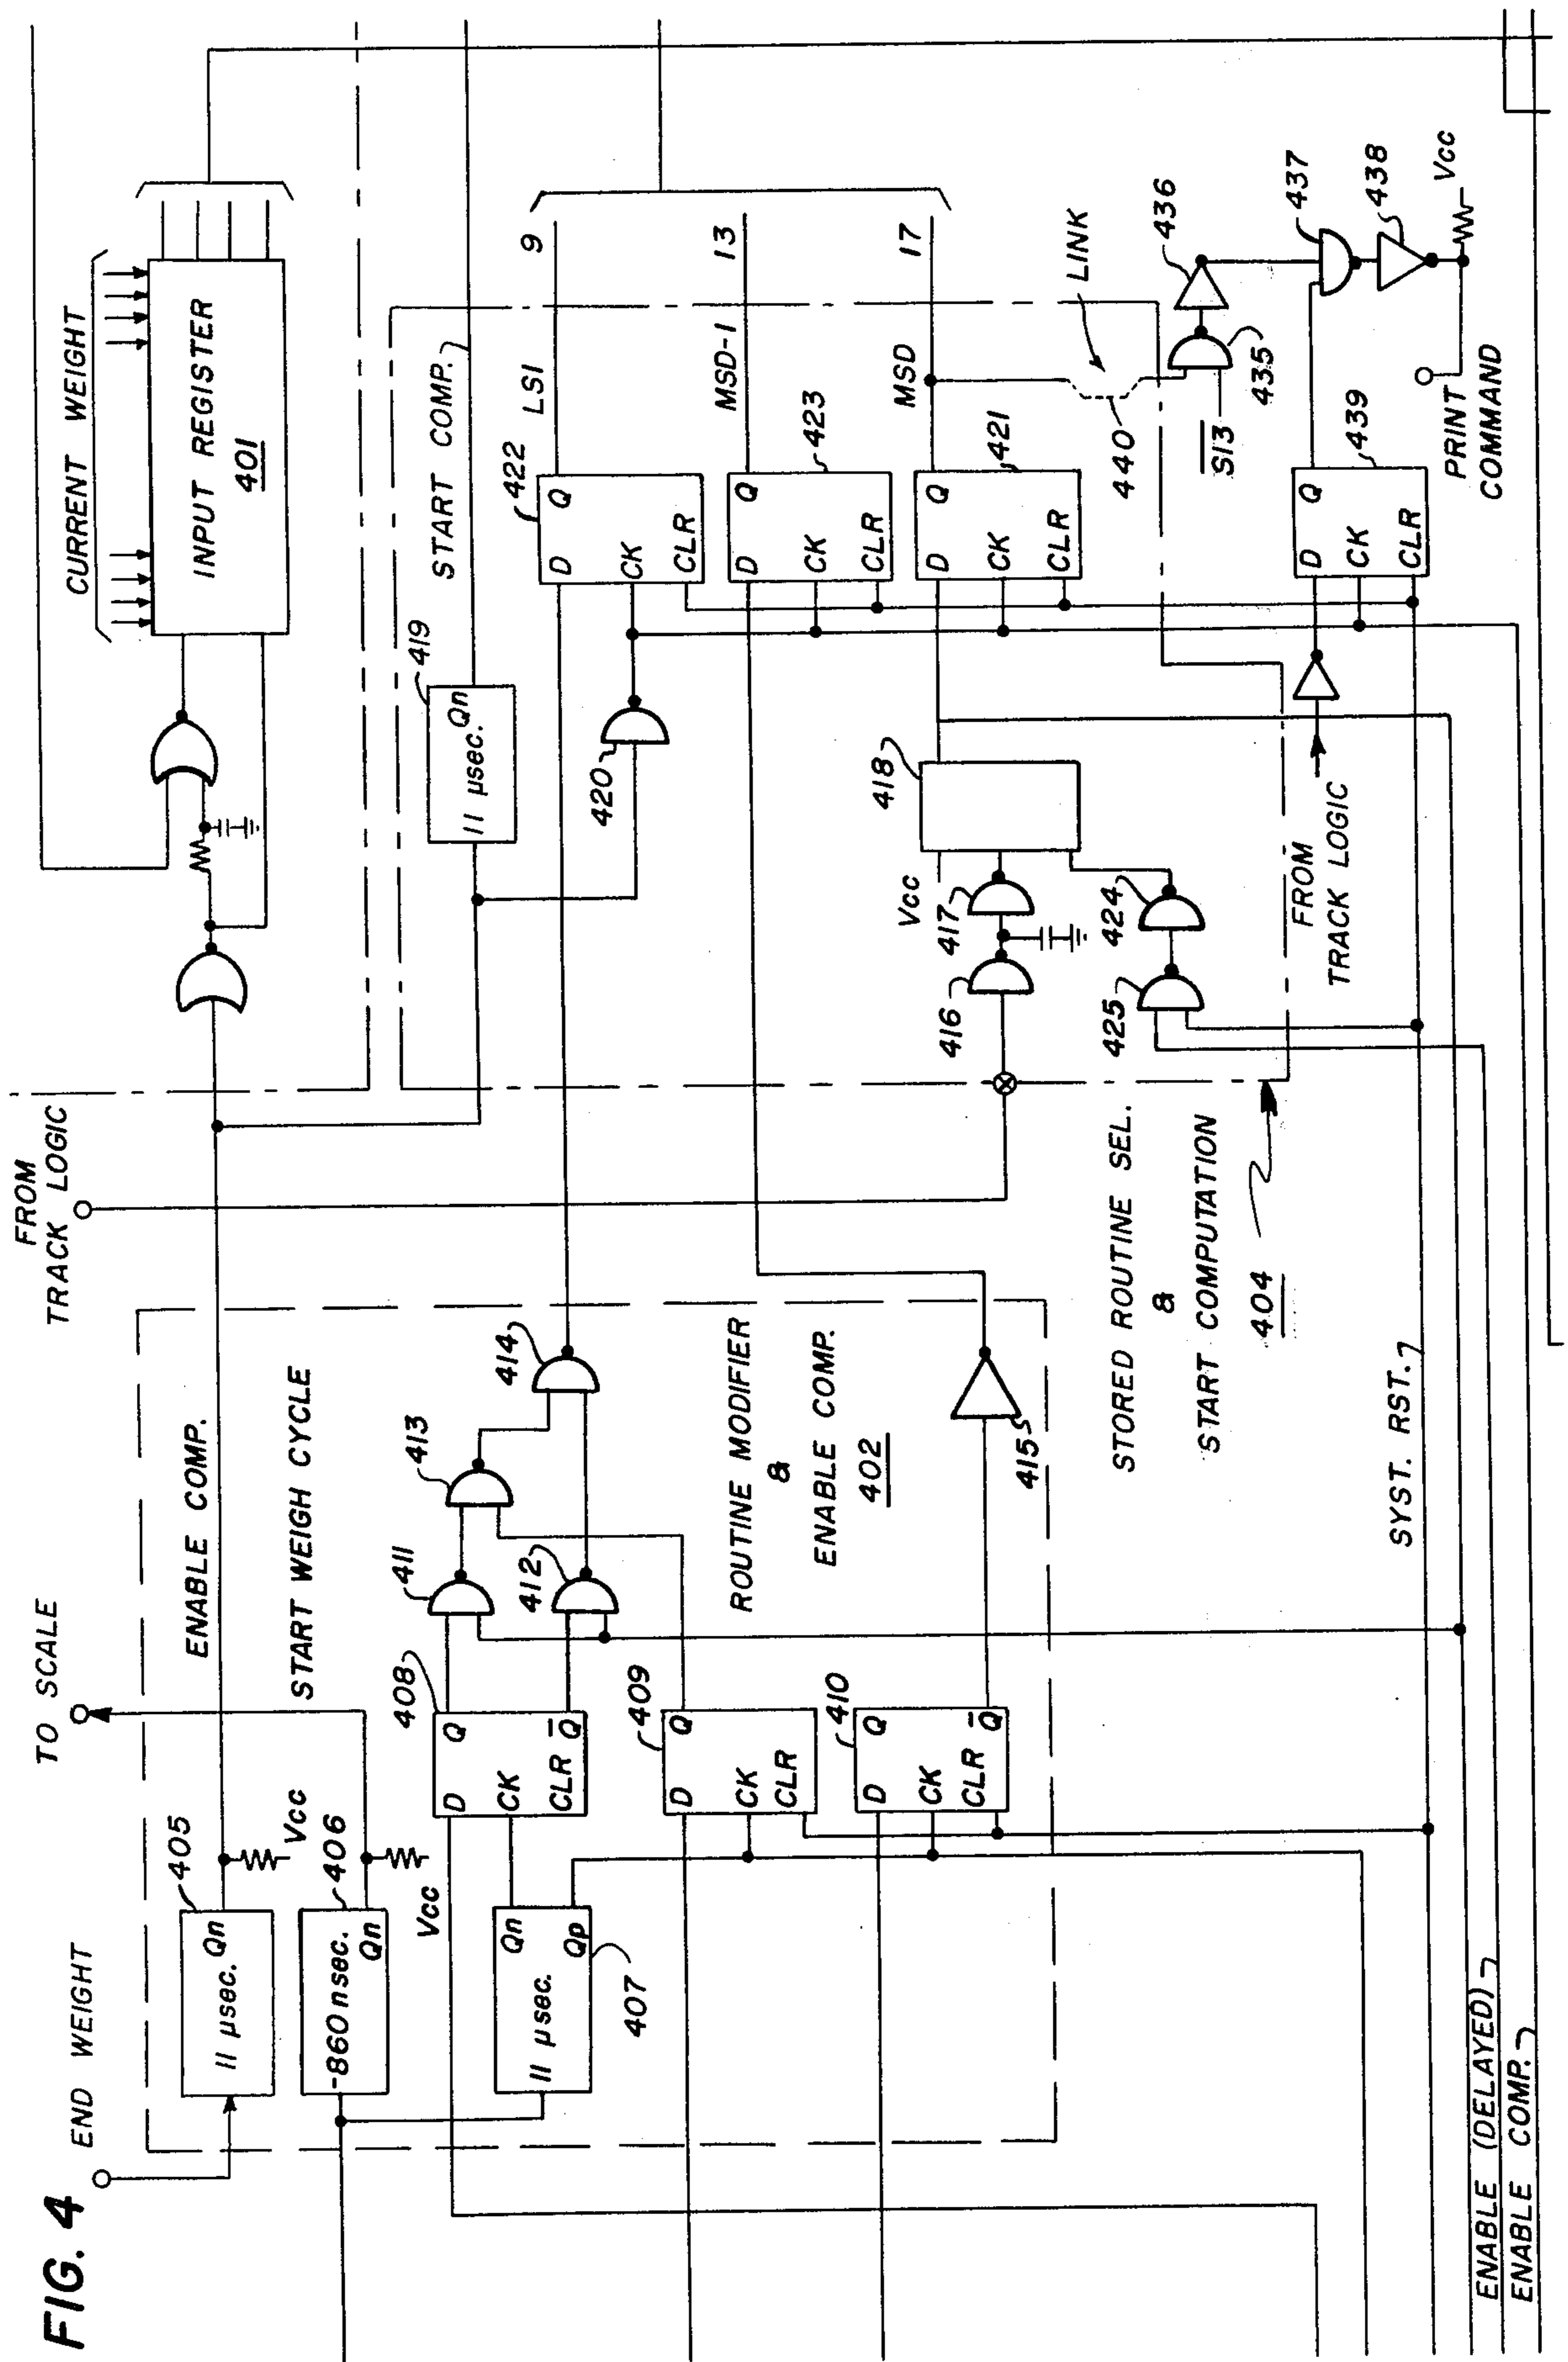 FIG. 4
END WEIGHT
TO SCALE
FROM
TRACK LOGIC
CURRENT WEIGHT
INPUT REGISTER
401
405
11 µsec.
Qn
Vcc
ENABLE COMP.
406
-860 nsec.
Qn
Vcc
START WEIGH CYCLE
11 µsec.
Qn
Qp
407
408
D
Q
CK
CLR
Q̅
411
412
413
414
409
D
Q
CK
CLR
410
D
Q
CK
CLR
Q̅
ROUTINE MODIFIER
&
ENABLE COMP.
402
415
419
11 µsec.
Qn
START COMP.
420
422
D
Q
CK
CLR
LSI
9
D
Q
CK
CLR
423
MSD-1
13
D
Q
CK
CLR
421
MSD
17
LINK
440
S̅1̅3̅
435
436
437
438
Vcc
PRINT
COMMAND
D
Q
CK
CLR
439
418
Vcc
417
416
424
425
FROM
TRACK LOGIC
STORED ROUTINE SEL.
&
START COMPUTATION
404
SYST. RST.
ENABLE (DELAYED)
ENABLE COMP.